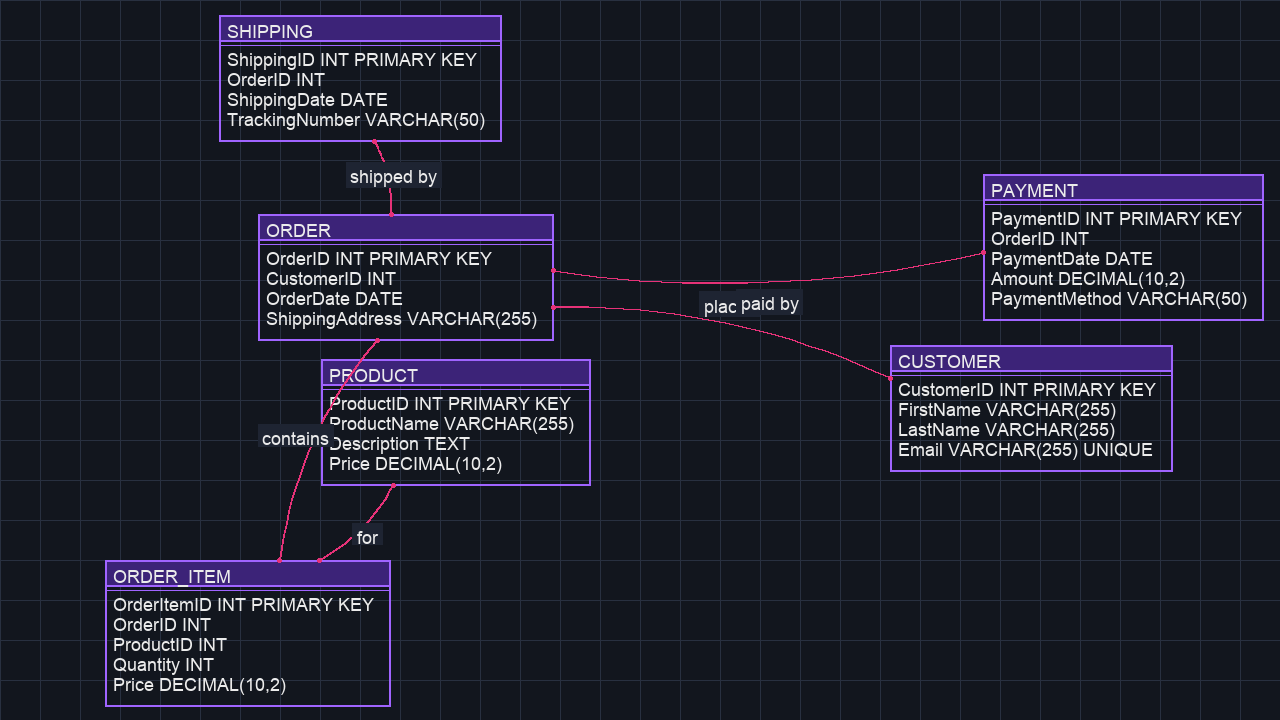 SHIPPING
ShippingID INT PRIMARY KEY
OrderID INT
ShippingDate DATE
TrackingNumber VARCHAR(50)
shipped by
ORDER
OrderID INT PRIMARY KEY
CustomerID INT
OrderDate DATE
ShippingAddress VARCHAR(255)
PAYMENT
PaymentID INT PRIMARY KEY
OrderID INT
PaymentDate DATE
Amount DECIMAL(10,2)
PaymentMethod VARCHAR(50)
plac
paid by
CUSTOMER
CustomerID INT PRIMARY KEY
FirstName VARCHAR(255)
LastName VARCHAR(255)
Email VARCHAR(255) UNIQUE
PRODUCT
ProductID INT PRIMARY KEY
ProductName VARCHAR(255)
Description TEXT
Price DECIMAL(10,2)
contains
for
ORDER_ITEM
OrderItemID INT PRIMARY KEY
OrderID INT
ProductID INT
Quantity INT
Price DECIMAL(10,2)